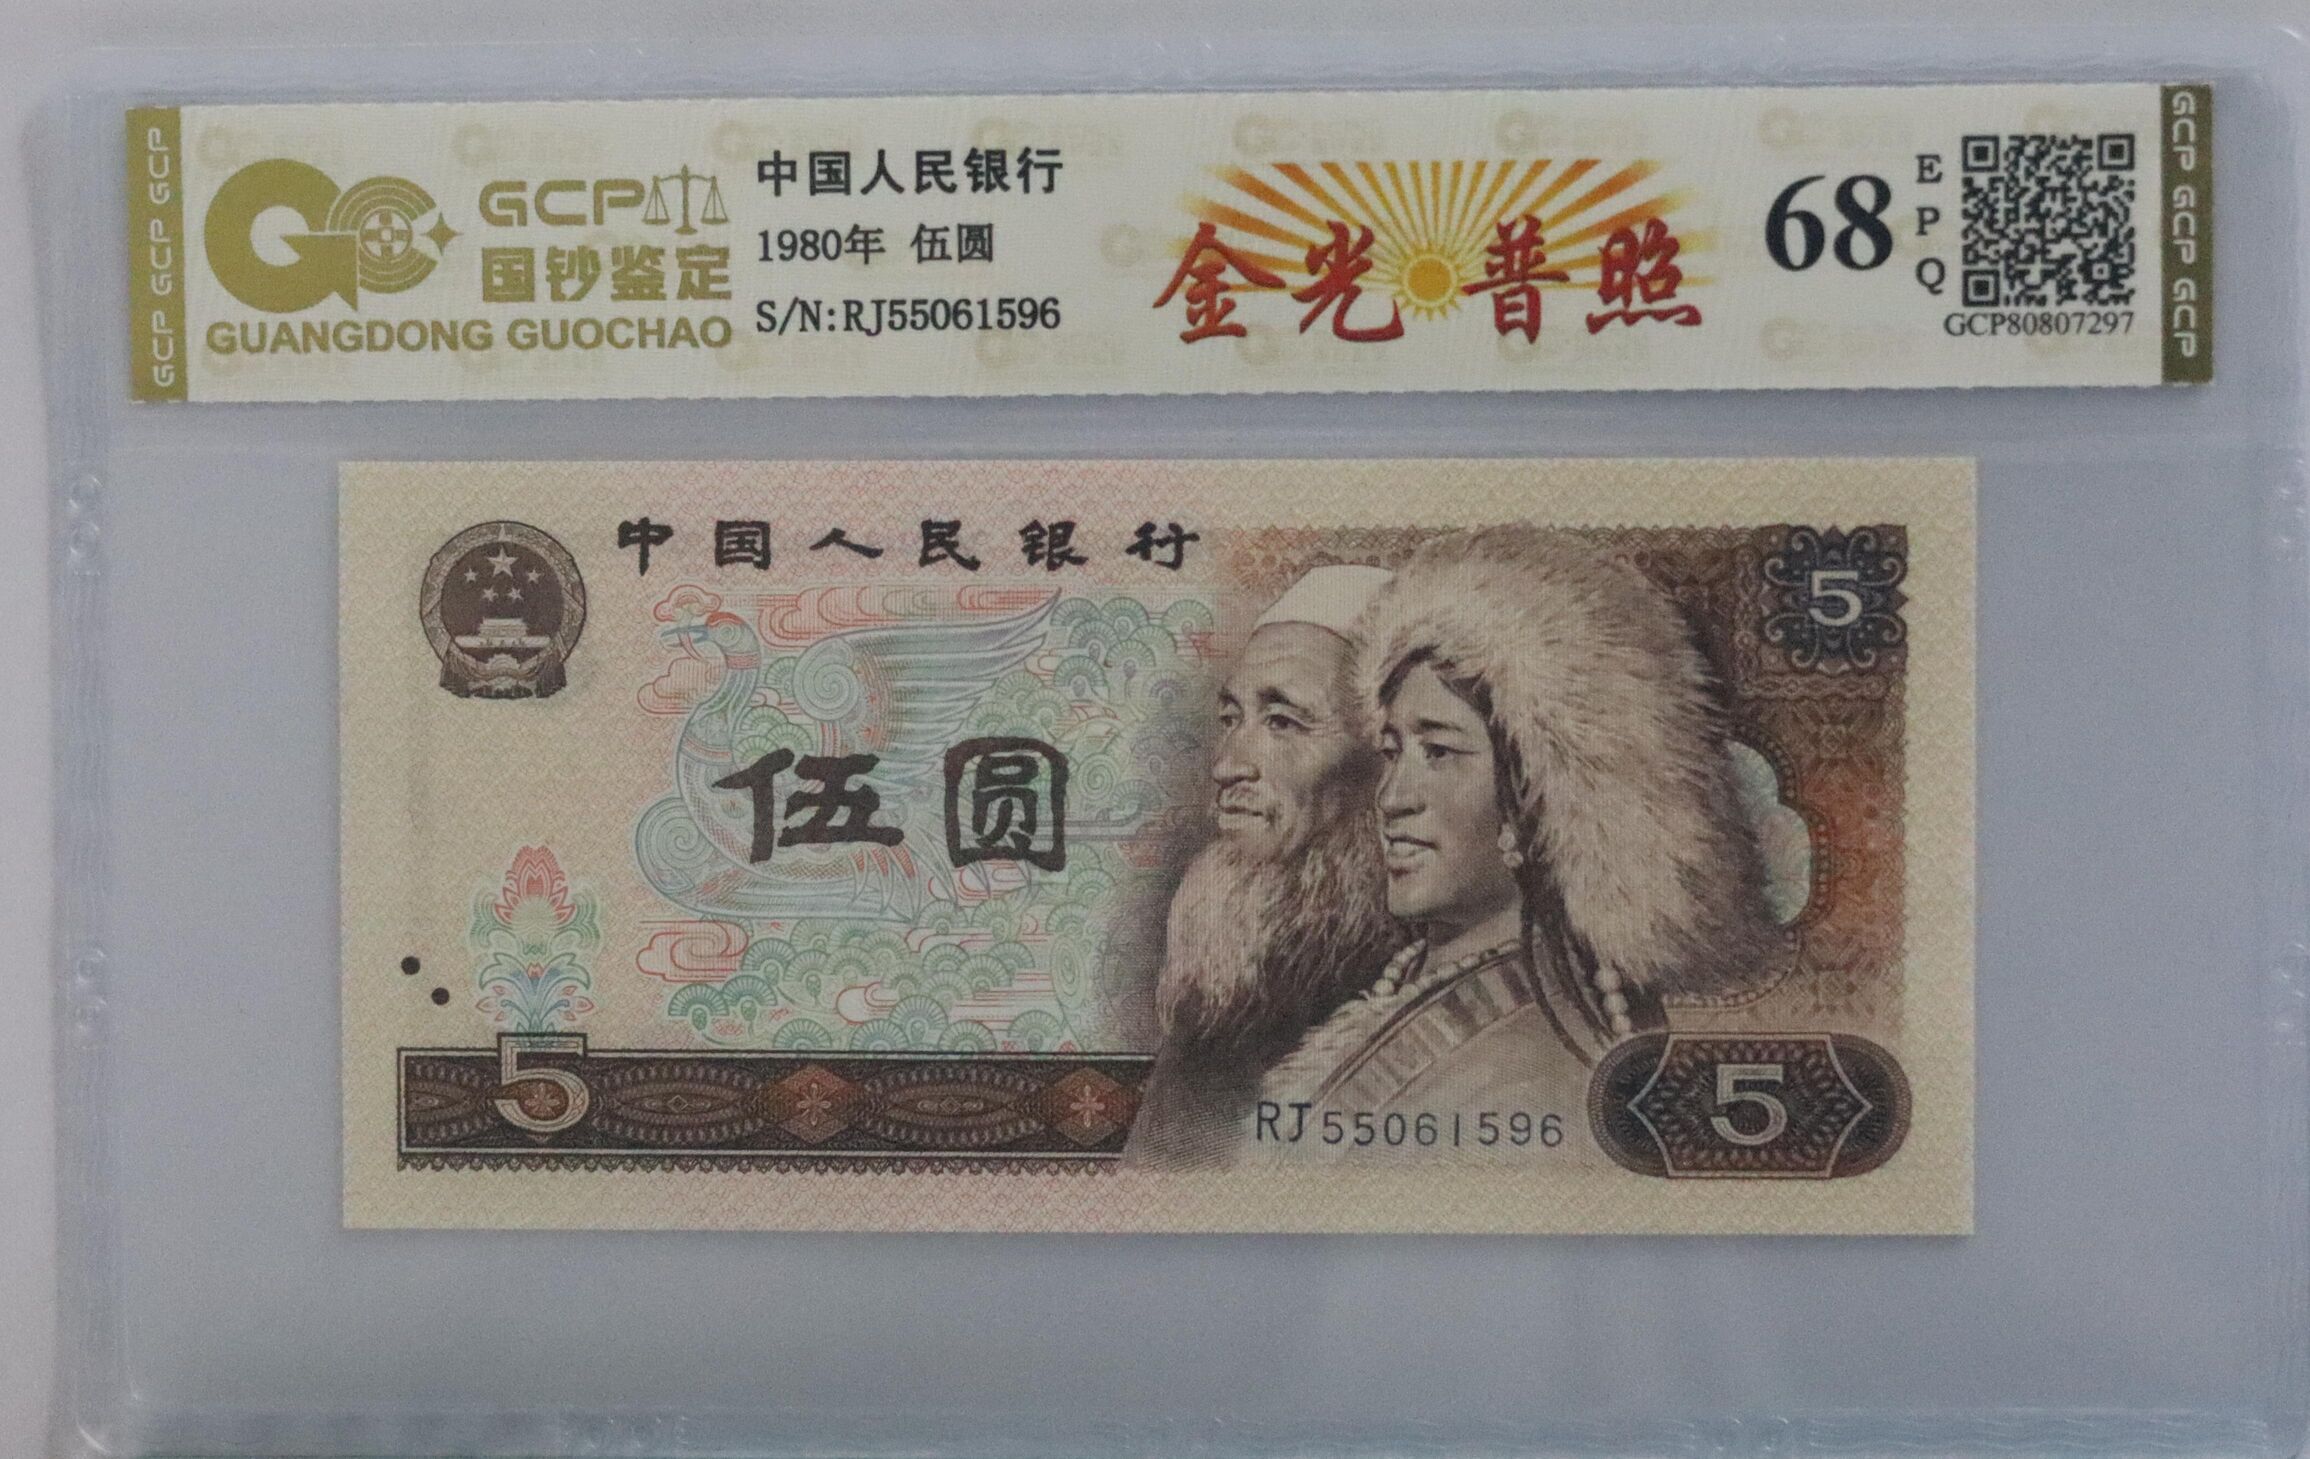 GCP GCP GCP
GCP
国钞鉴定
GUANGDONG GUOCHAO
中国人民银行
1980年 伍圆
S/N:RJ55061596
金光普照
68
EPQ
GCP80807297
GCP GCP GCP GCP
中国人民银行
5
伍圆
5
RJ55061596
5